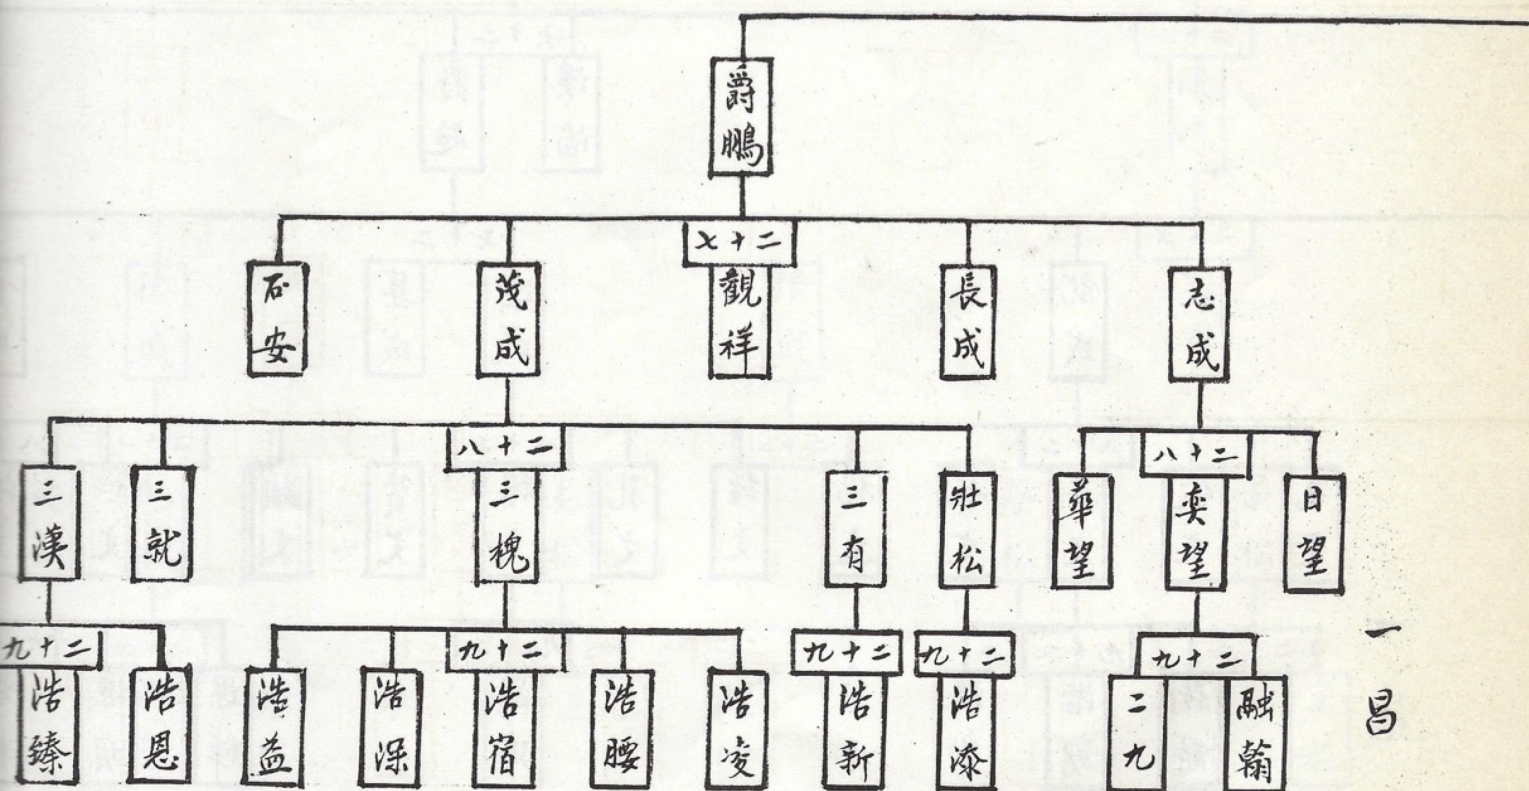 爵鵬
二十七
志成
長成
觀祥
茂成
石安
二十八
二十八
日望
奕望
華望
壯松
三有
三槐
三就
三漢
一昌
二十九
二十九
二十九
二十九
二十九
融翰
二九
浩添
浩新
浩凌
浩腰
浩宿
浩深
浩益
浩恩
浩臻